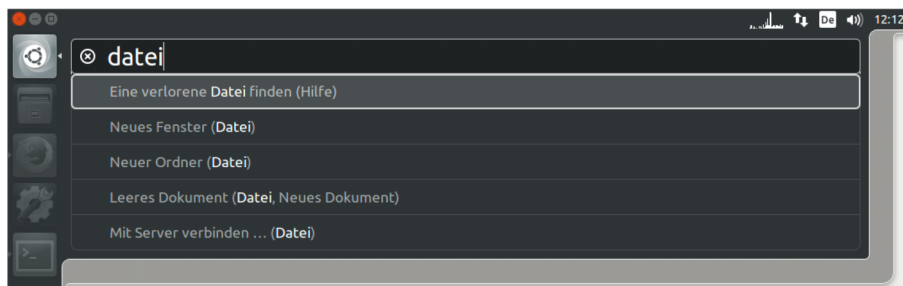 De 12:12
datei
Eine verlorene Datei finden (Hilfe)
Neues Fenster (Datei)
Neuer Ordner (Datei)
Leeres Dokument (Datei, Neues Dokument)
Mit Server verbinden … (Datei)
>_